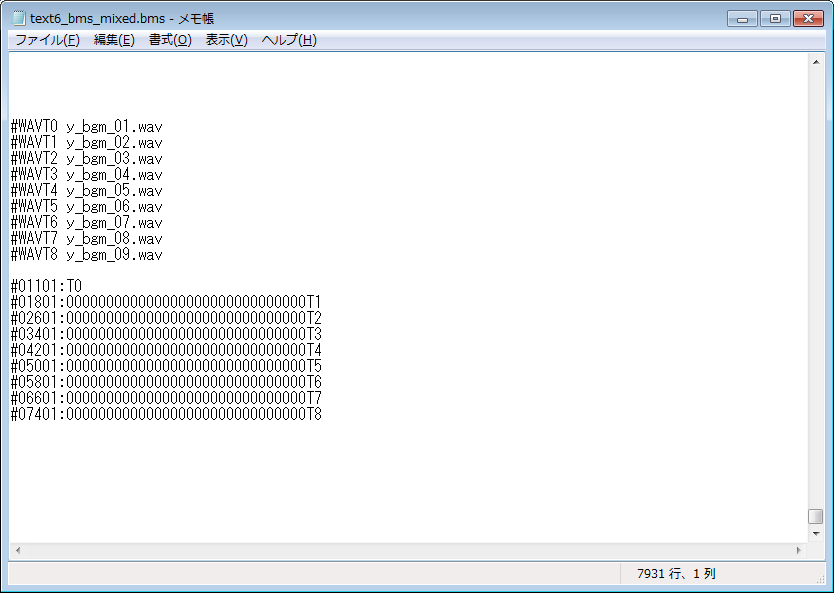 text6_bms_mixed.bms - メモ帳
ファイル(F) 編集(E) 書式(O) 表示(V) ヘルプ(H)
#WAVT0 y_bgm_01.wav
#WAVT1 y_bgm_02.wav
#WAVT2 y_bgm_03.wav
#WAVT3 y_bgm_04.wav
#WAVT4 y_bgm_05.wav
#WAVT5 y_bgm_06.wav
#WAVT6 y_bgm_07.wav
#WAVT7 y_bgm_08.wav
#WAVT8 y_bgm_09.wav
#01101:T0
#01801:000000000000000000000000000000T1
#02601:000000000000000000000000000000T2
#03401:000000000000000000000000000000T3
#04201:000000000000000000000000000000T4
#05001:000000000000000000000000000000T5
#05801:000000000000000000000000000000T6
#06601:000000000000000000000000000000T7
#07401:000000000000000000000000000000T8
7931 行、1 列